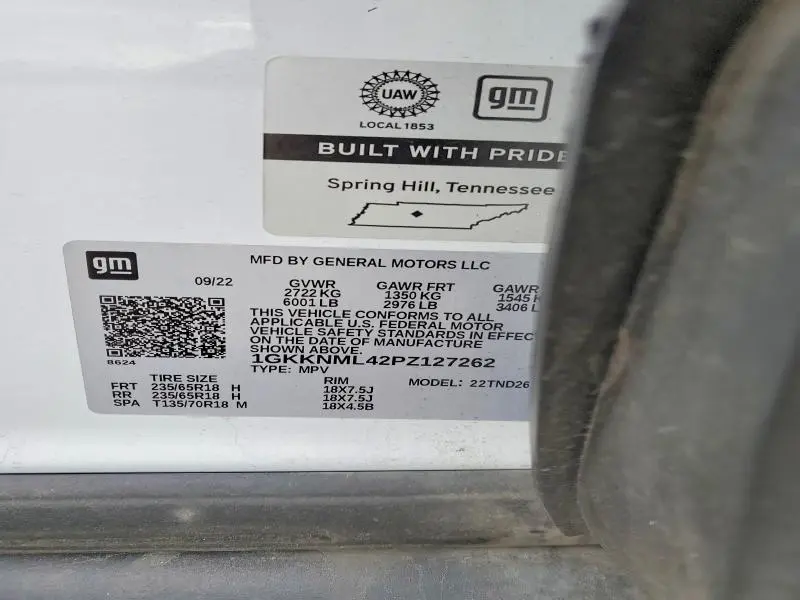 UAW
gm
LOCAL 1853
BUILT WITH PRIDE
Spring Hill, Tennessee
gm
MFD BY GENERAL MOTORS LLC
09/22
GVWR GAWR FRT GAWR
2722 KG 1350 KG 1545 K
6001 LB 2976 LB 3406 L
THIS VEHICLE CONFORMS TO ALL
APPLICABLE U.S. FEDERAL MOTOR
VEHICLE SAFETY STANDARDS IN EFFEC
ON THE DATE OF MANUFACTURE
SHOWN ABOVE.
8624
1GKKNML42PZ127262
TYPE: MPV
MODEL: 22TND26
TIRE SIZE RIM
FRT 235/65R18 H 18X7.5J
RR 235/65R18 H 18X7.5J
SPA T135/70R18 M 18X4.5B